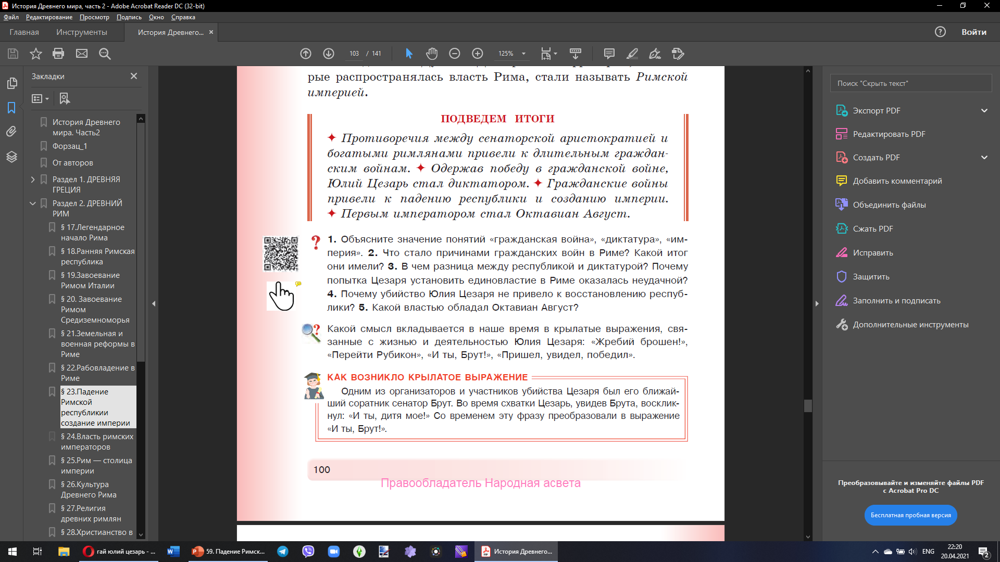 История Древнего мира, часть 2 - Adobe Acrobat Reader DC (32-bit)
Файл Редактирование Просмотр Подпись Окно Справка
Главная Инструменты История Древнего... × Войти
103 / 141 125%
Закладки
История Древнего
мира. Часть2
Форзац_1
От авторов
Раздел 1. ДРЕВНЯЯ
ГРЕЦИЯ
Раздел 2. ДРЕВНИЙ
РИМ
§ 17.Легендарное
начало Рима
§ 18.Ранняя Римская
республика
§ 19.Завоевание
Римом Италии
§ 20. Завоевание
Римом
Средиземноморья
§ 21.Земельная и
военная реформы в
Риме
§ 22.Рабовладение в
Риме
§ 23.Падение
Римской
республикии
создание империи
§ 24.Власть римских
императоров
§ 25.Рим — столица
империи
§ 26.Культура
Древнего Рима
§ 27.Религия
древних римлян
§ 28.Христианство в
рые распространялась власть Рима, стали называть Римской
империей.
ПОДВЕДЕМ ИТОГИ
✦ Противоречия между сенаторской аристократией и
богатыми римлянами привели к длительным граждан-
ским войнам. ✦ Одержав победу в гражданской войне,
Юлий Цезарь стал диктатором. ✦ Гражданские войны
привели к падению республики и созданию империи.
✦ Первым императором стал Октавиан Август.
? 1. Объясните значение понятий «гражданская война», «диктатура», «им-
перия». 2. Что стало причинами гражданских войн в Риме? Какой итог
они имели? 3. В чем разница между республикой и диктатурой? Почему
попытка Цезаря установить единовластие в Риме оказалась неудачной?
4. Почему убийство Юлия Цезаря не привело к восстановлению респуб-
лики? 5. Какой властью обладал Октавиан Август?
Какой смысл вкладывается в наше время в крылатые выражения, свя-
занные с жизнью и деятельностью Юлия Цезаря: «Жребий брошен!»,
«Перейти Рубикон», «И ты, Брут!», «Пришел, увидел, победил».
КАК ВОЗНИКЛО КРЫЛАТОЕ ВЫРАЖЕНИЕ
Одним из организаторов и участников убийства Цезаря был его ближай-
ший соратник сенатор Брут. Во время схватки Цезарь, увидев Брута, восклик-
нул: «И ты, дитя мое!» Со временем эту фразу преобразовали в выражение
«И ты, Брут!».
100
Правообладатель Народная асвета
Поиск "Скрыть текст"
Экспорт PDF
Редактировать PDF
Создать PDF
Добавить комментарий
Объединить файлы
Сжать PDF
Исправить
Защитить
Заполнить и подписать
Дополнительные инструменты
Преобразовывайте и изменяйте файлы PDF
с Acrobat Pro DC
Бесплатная пробная версия
гай юлий цезарь - ... 59. Падение Римск... История Древнего... ENG 22:20
20.04.2021 2